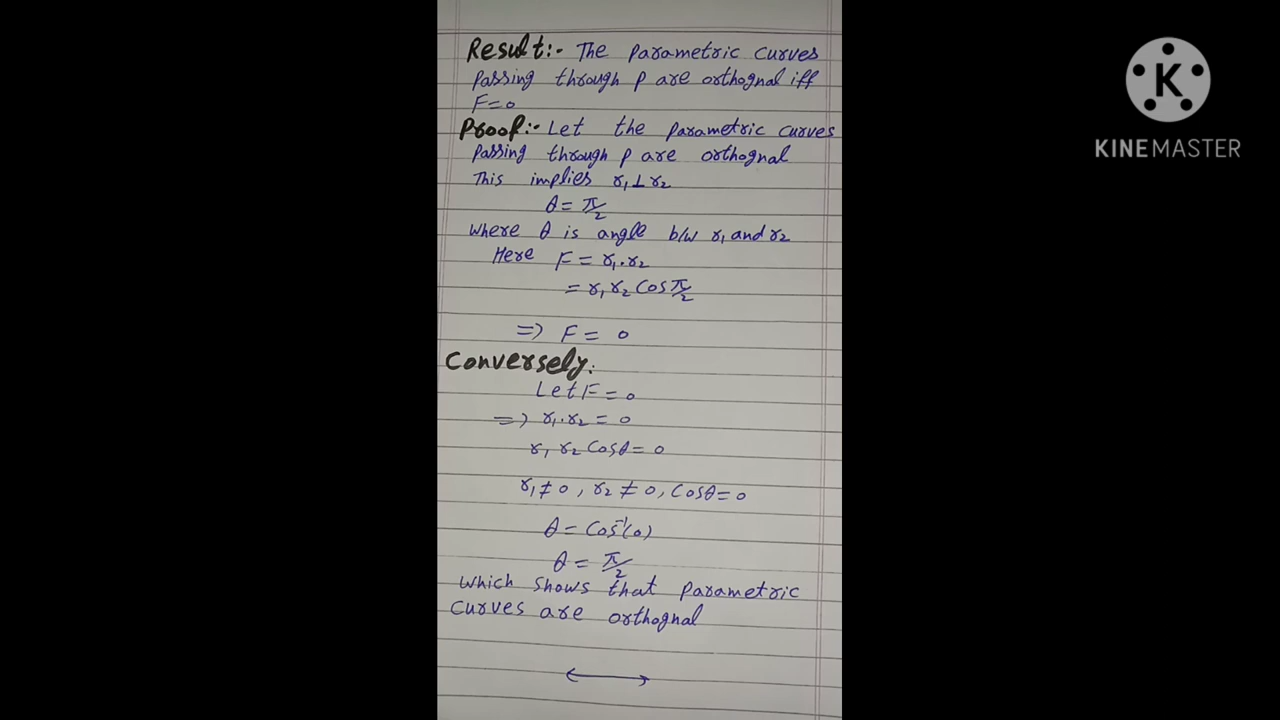 Result:- The parametric curves
passing through p are orthognal iff
F=0
Proof:- Let the parametric curves
passing through p are orthognal
This implies r₁⊥r₂
θ = π/2
where θ is angle b/w r₁ and r₂
Here F = r₁.r₂
= r₁ r₂ Cos π/2
=> F = 0
Conversely:
Let F = 0
=> r₁.r₂ = 0
r₁ r₂ Cosθ = 0
r₁ ≠ 0, r₂ ≠ 0, Cosθ = 0
θ = Cos⁻¹(0)
θ = π/2
which shows that parametric
curves are orthognal
K
KINEMASTER